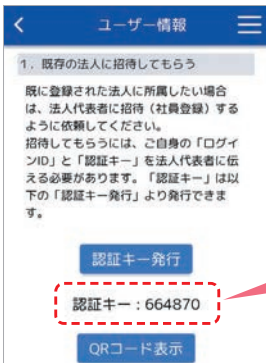 ユーザー情報
1. 既存の法人に招待してもらう
既に登録された法人に所属したい場合
は、法人代表者に招待（社員登録）する
ように依頼してください。
招待してもらうには、ご自身の「ログイ
ンID」と「認証キー」を法人代表者に伝
える必要があります。「認証キー」は以
下の「認証キー発行」より発行できま
す。
認証キー発行
認証キー：664870
QRコード表示